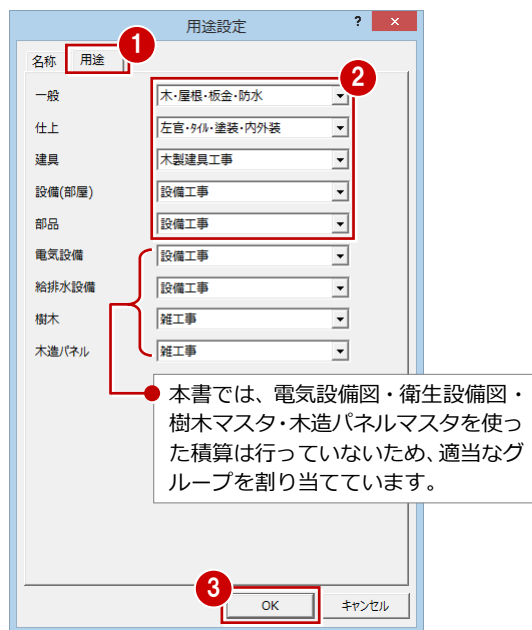 用途設定 ? ×
1
名称 用途
2
一般 木・屋根・板金・防水
仕上 左官・ﾀｲﾙ・塗装・内外装
建具 木製建具工事
設備(部屋) 設備工事
部品 設備工事
電気設備 設備工事
給排水設備 設備工事
樹木 雑工事
木造パネル 雑工事
本書では、電気設備図・衛生設備図・
樹木マスタ・木造パネルマスタを使っ
た積算は行っていないため、適当なグ
ループを割り当てています。
3
OK キャンセル